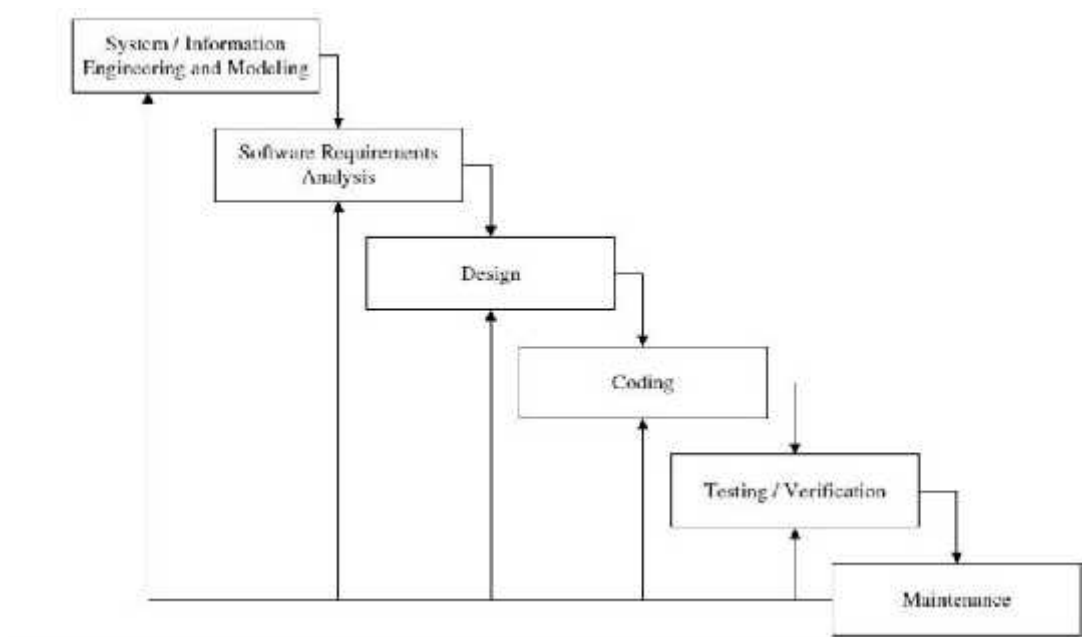 System / Information
Engineering and Modeling
Software Requirements
Analysis
Design
Coding
Testing / Verification
Maintenance